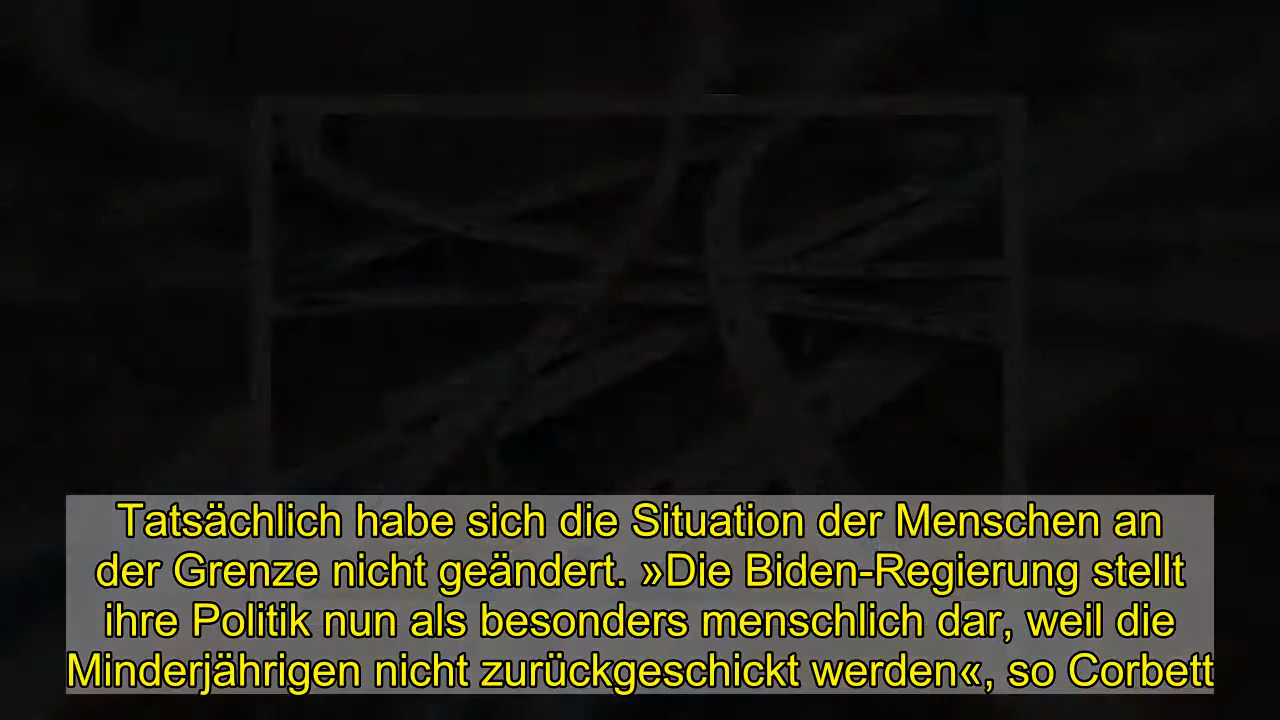 Tatsächlich habe sich die Situation der Menschen an
der Grenze nicht geändert. »Die Biden-Regierung stellt
ihre Politik nun als besonders menschlich dar, weil die
Minderjährigen nicht zurückgeschickt werden«, so Corbett